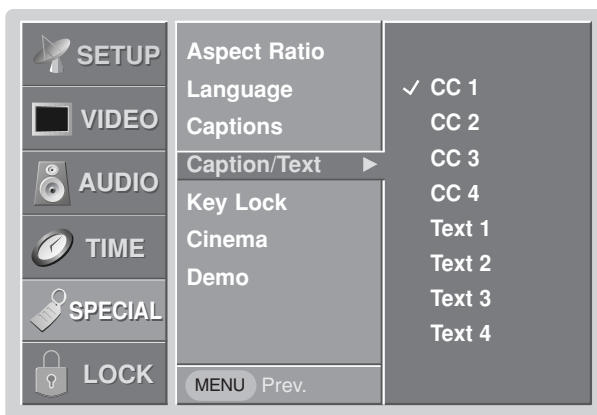 SETUP
VIDEO
AUDIO
TIME
SPECIAL
LOCK
Aspect Ratio
Language
Captions
Caption/Text
Key Lock
Cinema
Demo
MENU Prev.
CC 1
CC 2
CC 3
CC 4
Text 1
Text 2
Text 3
Text 4